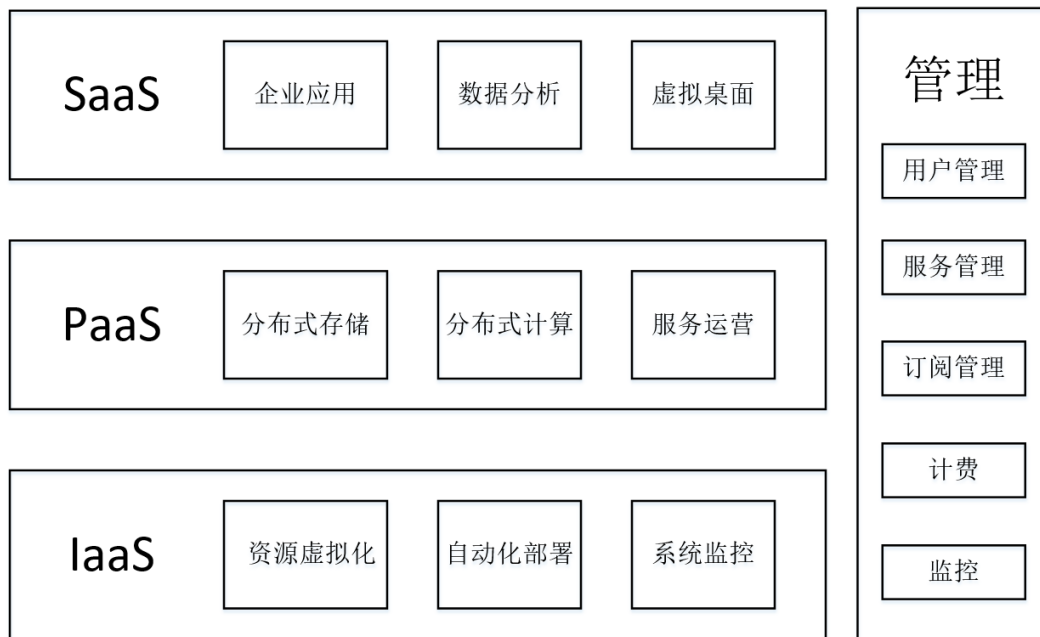 SaaS 企业应用 数据分析 虚拟桌面
PaaS 分布式存储 分布式计算 服务运营
IaaS 资源虚拟化 自动化部署 系统监控
管理
用户管理
服务管理
订阅管理
计费
监控